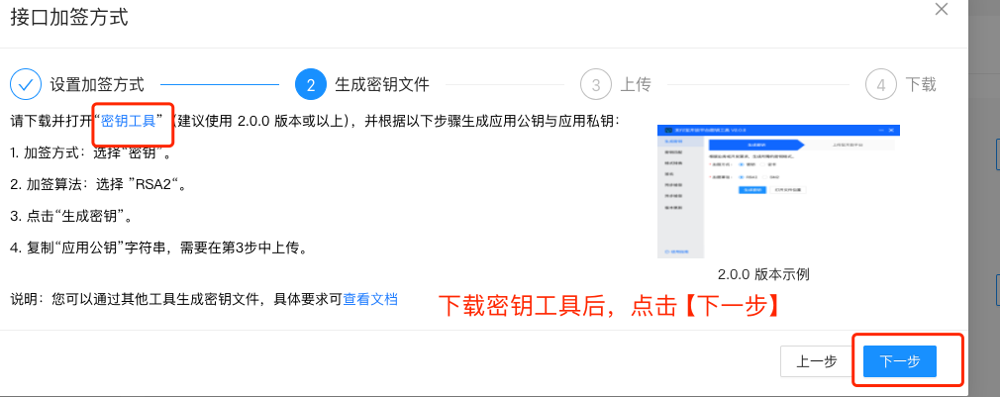 接口加签方式
设置加签方式
2 生成密钥文件
3 上传
4 下载
请下载并打开“密钥工具”（建议使用 2.0.0 版本或以上），并根据以下步骤生成应用公钥与应用私钥：
1. 加签方式：选择“密钥”。
2. 加签算法：选择 ”RSA2“。
3. 点击“生成密钥”。
4. 复制“应用公钥”字符串，需要在第3步中上传。
2.0.0 版本示例
说明：您可以通过其他工具生成密钥文件，具体要求可查看文档
下载密钥工具后，点击【下一步】
上一步
下一步